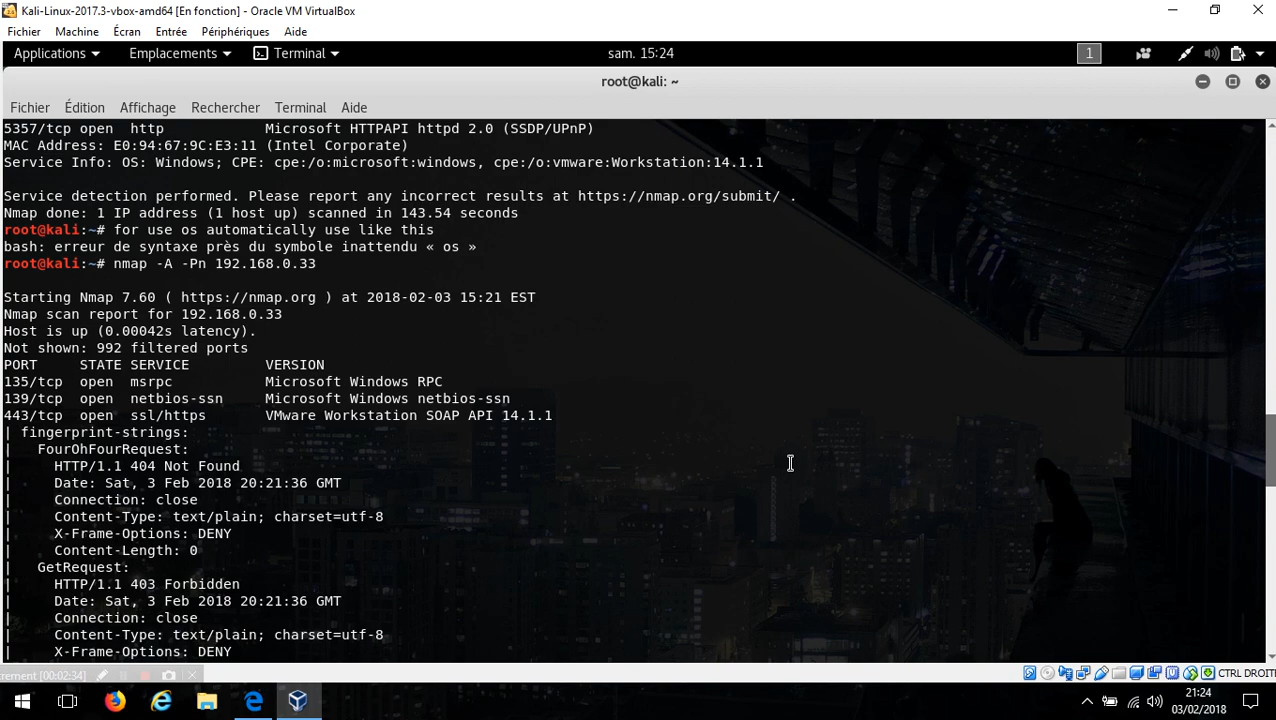 Kali-Linux-2017.3-vbox-amd64 [En fonction] - Oracle VM VirtualBox
Fichier Machine Écran Entrée Périphériques Aide
Applications Emplacements Terminal sam. 15:24 1
root@kali: ~
Fichier Édition Affichage Rechercher Terminal Aide
5357/tcp open http Microsoft HTTPAPI httpd 2.0 (SSDP/UPnP)
MAC Address: E0:94:67:9C:E3:11 (Intel Corporate)
Service Info: OS: Windows; CPE: cpe:/o:microsoft:windows, cpe:/o:vmware:Workstation:14.1.1
Service detection performed. Please report any incorrect results at https://nmap.org/submit/ .
Nmap done: 1 IP address (1 host up) scanned in 143.54 seconds
root@kali:~# for use os automatically use like this
bash: erreur de syntaxe près du symbole inattendu « os »
root@kali:~# nmap -A -Pn 192.168.0.33
Starting Nmap 7.60 ( https://nmap.org ) at 2018-02-03 15:21 EST
Nmap scan report for 192.168.0.33
Host is up (0.00042s latency).
Not shown: 992 filtered ports
PORT STATE SERVICE VERSION
135/tcp open msrpc Microsoft Windows RPC
139/tcp open netbios-ssn Microsoft Windows netbios-ssn
443/tcp open ssl/https VMware Workstation SOAP API 14.1.1
| fingerprint-strings:
| FourOhFourRequest:
| HTTP/1.1 404 Not Found
| Date: Sat, 3 Feb 2018 20:21:36 GMT
| Connection: close
| Content-Type: text/plain; charset=utf-8
| X-Frame-Options: DENY
| Content-Length: 0
| GetRequest:
| HTTP/1.1 403 Forbidden
| Date: Sat, 3 Feb 2018 20:21:36 GMT
| Connection: close
| Content-Type: text/plain; charset=utf-8
| X-Frame-Options: DENY
rement [00:02:34]
CTRL DROITE
21:24
03/02/2018